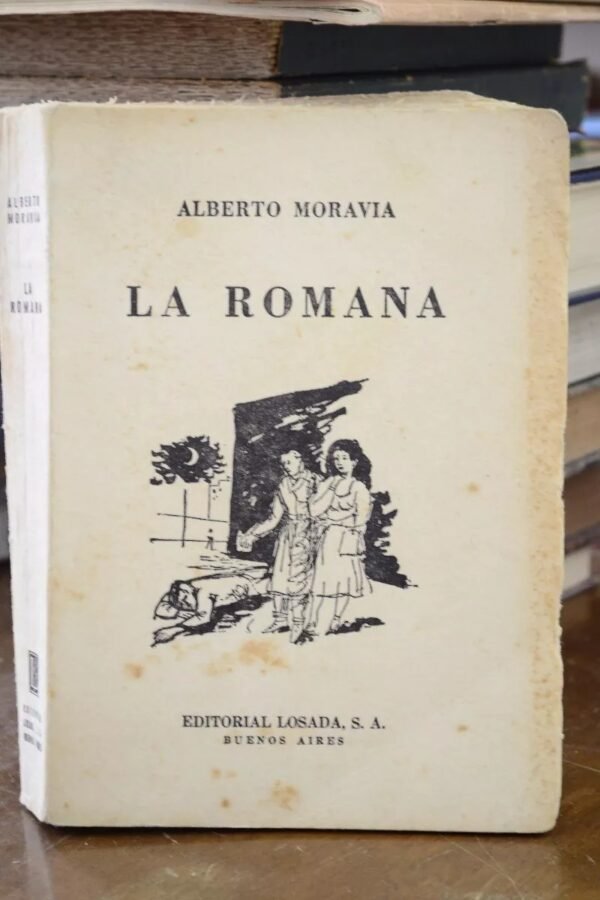 ALBERTO MORAVIA
LA ROMANA
EDITORIAL LOSADA, S. A.
BUENOS AIRES
ALBERTO
MORAVIA
LA
ROMANA